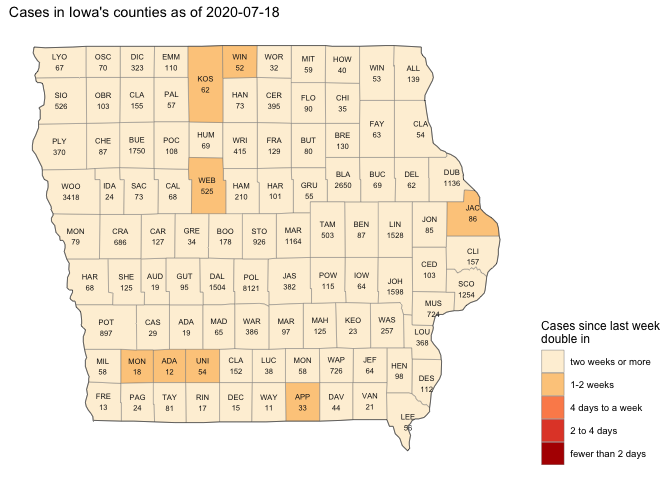 Cases in Iowa's counties as of 2020-07-18
LYO OSC DIC EMM WIN WOR MIT HOW
67 70 323 110 52 32 59 40
WIN ALL
53 139
KOS
62
SIO OBR CLA PAL HAN CER FLO CHI
526 103 155 57 73 395 90 35
FAY CLA
63 54
PLY CHE BUE POC HUM WRI FRA BUT BRE
370 87 1750 108 69 415 129 80 130
WOO IDA SAC CAL WEB HAM HAR GRU BLA BUC DEL DUB
3418 24 73 68 525 210 101 55 2650 69 62 1136
JAC
86
MON CRA CAR GRE BOO STO MAR TAM BEN LIN JON
79 686 127 34 178 926 1164 503 87 1528 85
CLI
157
HAR SHE AUD GUT DAL POL JAS POW IOW JOH CED SCO
68 125 19 95 1504 8121 382 115 64 1598 103 1254
MUS
724
POT CAS ADA MAD WAR MAR MAH KEO WAS LOU
897 29 19 65 386 97 125 23 257 368
MIL MON ADA UNI CLA LUC MON WAP JEF HEN DES
58 18 12 54 152 38 58 726 64 98 112
FRE PAG TAY RIN DEC WAY APP DAV VAN LEE
13 24 81 17 15 11 33 44 21
Cases since last week
double in
two weeks or more
1-2 weeks
4 days to a week
2 to 4 days
fewer than 2 days